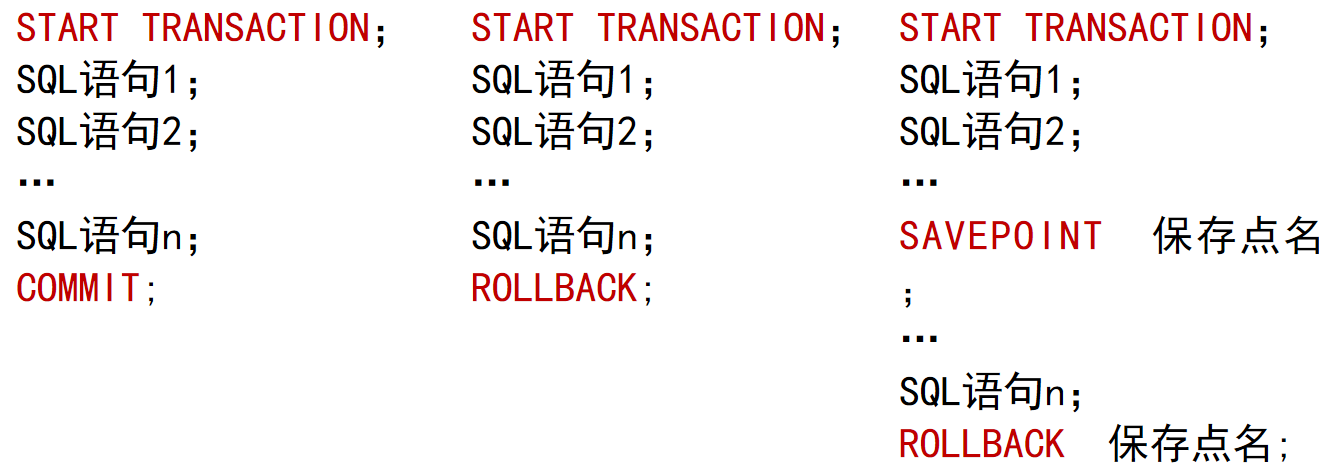 START TRANSACTION；
SQL语句1；
SQL语句2；
…
SQL语句n；
COMMIT;
START TRANSACTION；
SQL语句1；
SQL语句2；
…
SQL语句n；
ROLLBACK;
START TRANSACTION；
SQL语句1；
SQL语句2；
…
SAVEPOINT 保存点名
；
…
SQL语句n；
ROLLBACK 保存点名;